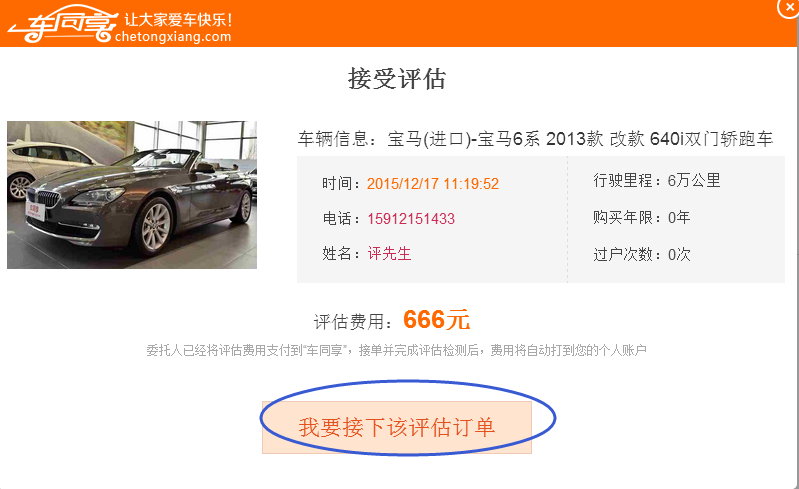 车同享 让大家爱车快乐！
chetongxiang.com
接受评估
车辆信息：宝马(进口)-宝马6系 2013款 改款 640i双门轿跑车
时间：2015/12/17 11:19:52
行驶里程：6万公里
电话：15912151433
购买年限：0年
姓名：评先生
过户次数：0次
评估费用：666元
委托人已经将评估费用支付到“车同享”，接单并完成评估检测后，费用将自动打到您的个人账户
我要接下该评估订单